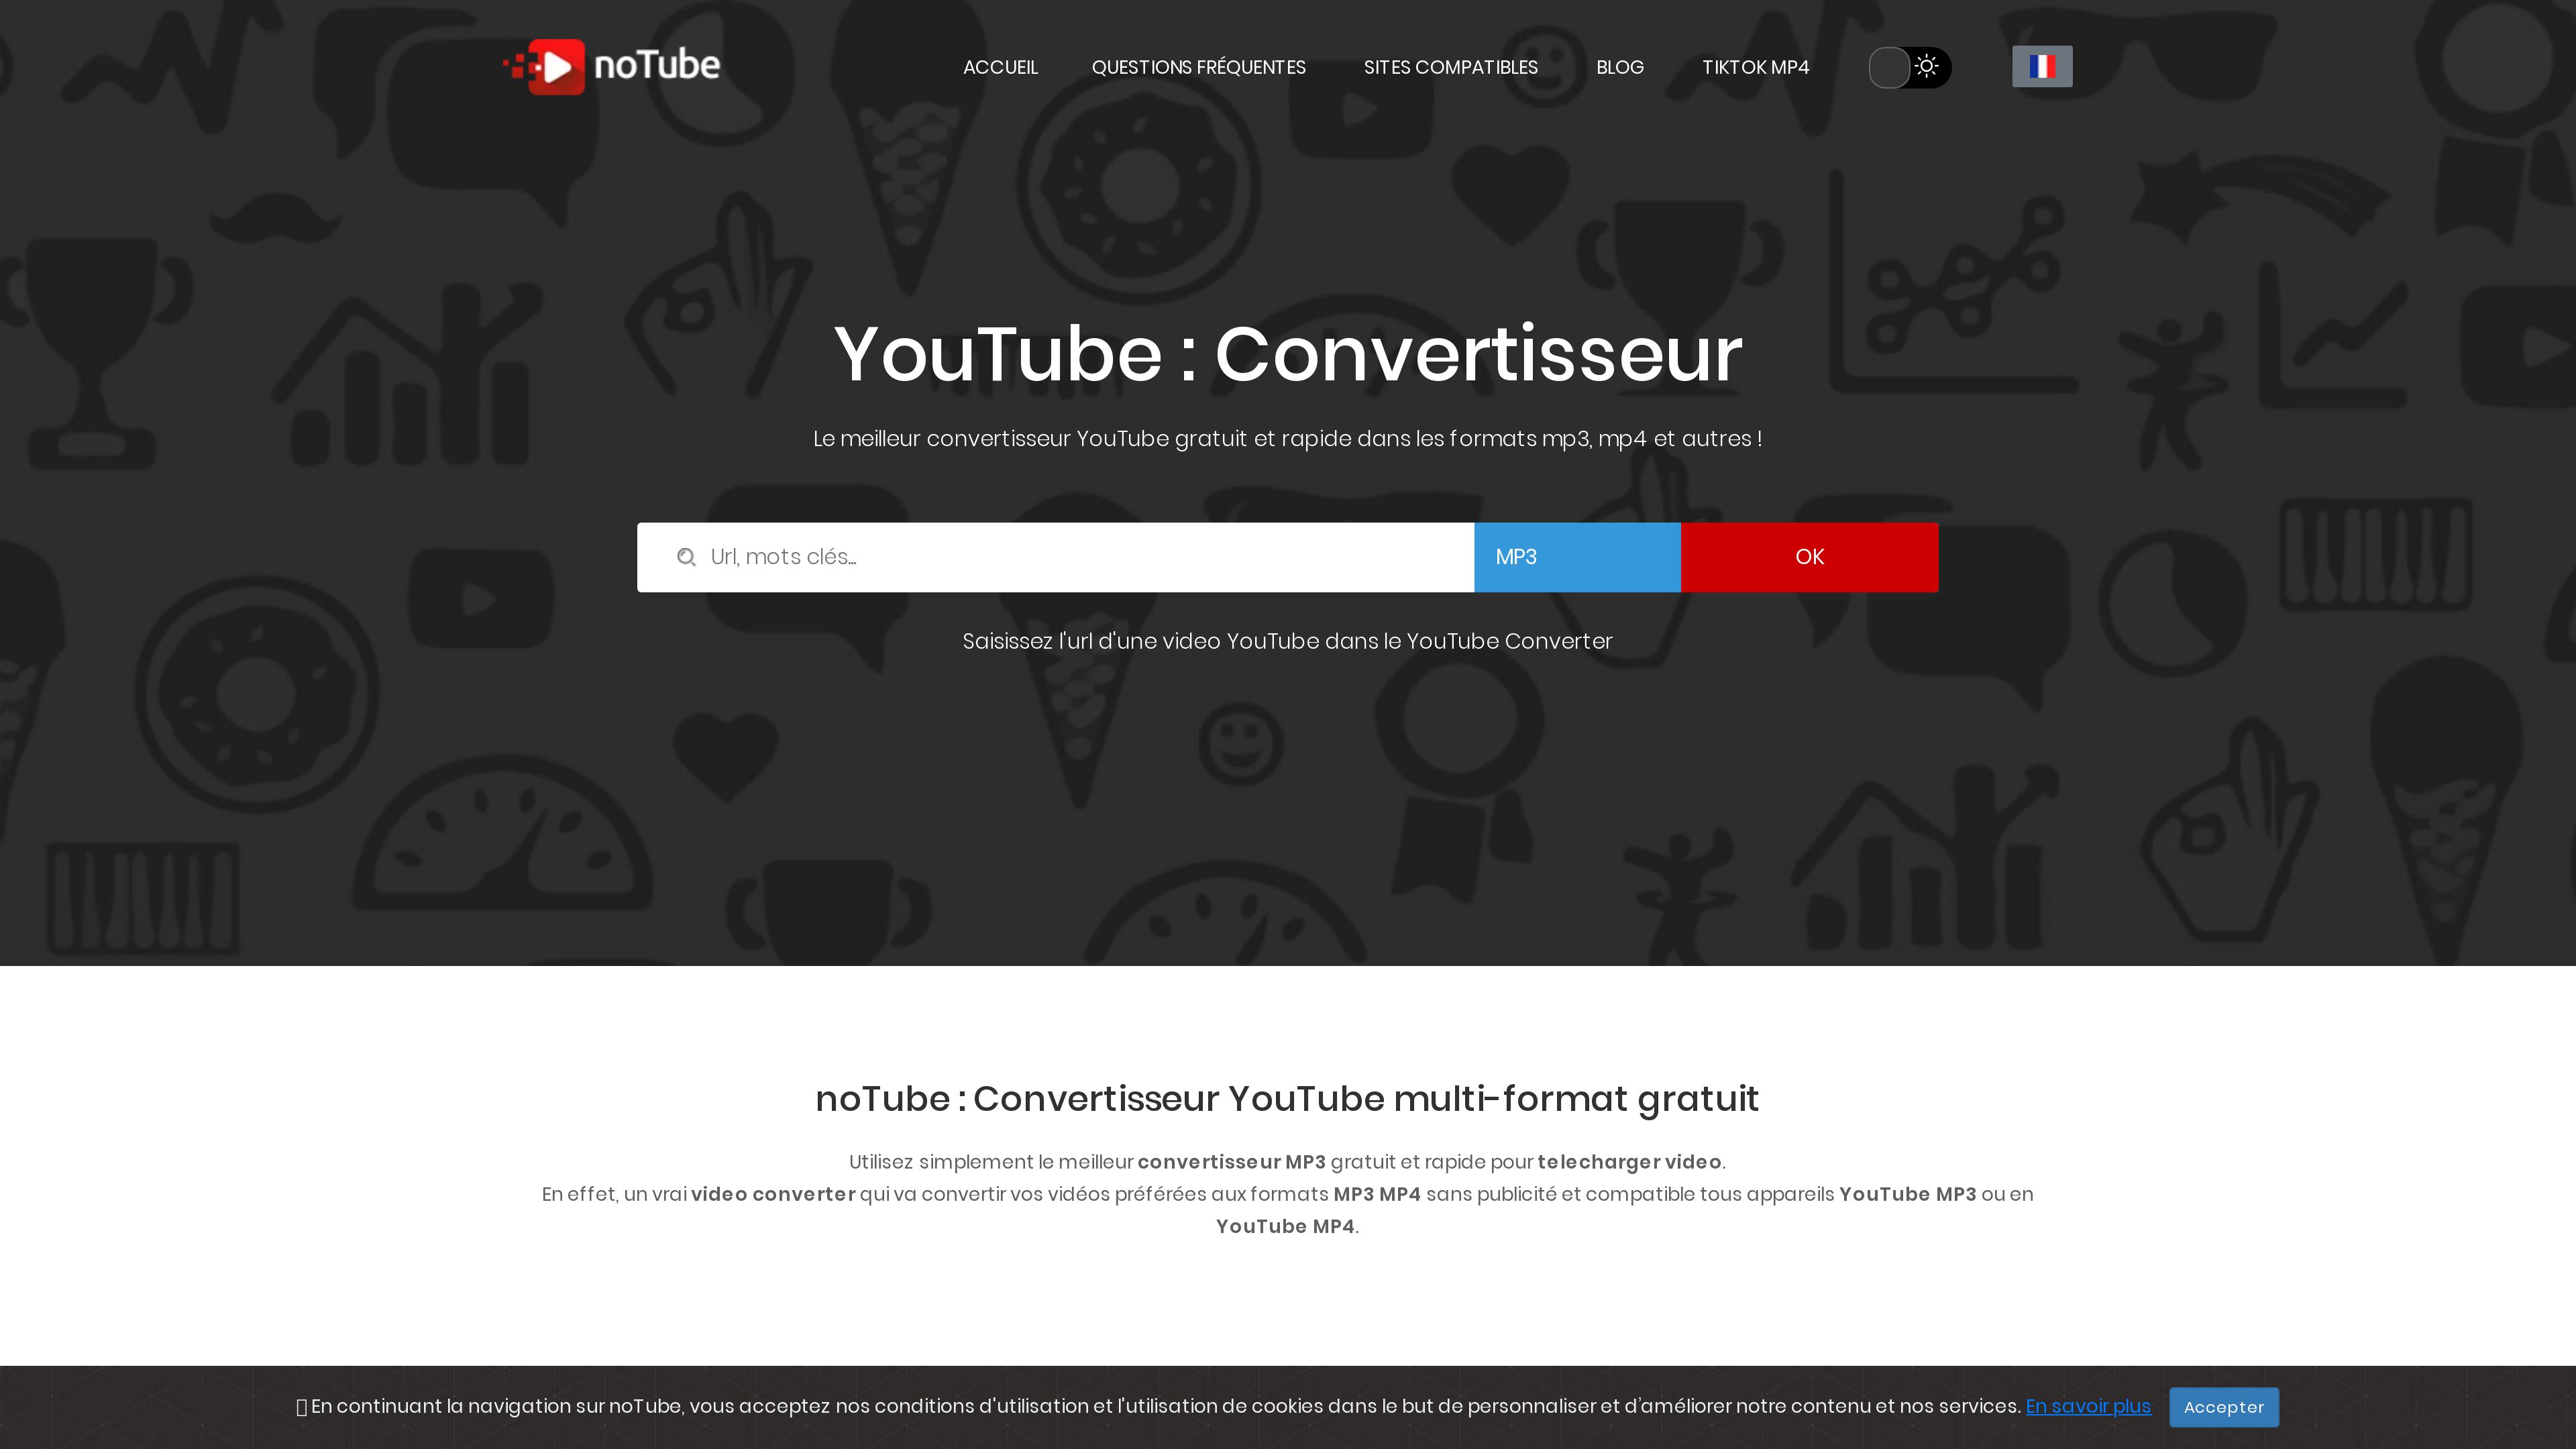 noTube
ACCUEIL QUESTIONS FRÉQUENTES SITES COMPATIBLES BLOG TIKTOK MP4
YouTube : Convertisseur
Le meilleur convertisseur YouTube gratuit et rapide dans les formats mp3, mp4 et autres !
Url, mots clés... MP3 OK
Saisissez l'url d'une video YouTube dans le YouTube Converter
noTube : Convertisseur YouTube multi-format gratuit
Utilisez simplement le meilleur convertisseur MP3 gratuit et rapide pour telecharger video.
En effet, un vrai video converter qui va convertir vos vidéos préférées aux formats MP3 MP4 sans publicité et compatible tous appareils YouTube MP3 ou en
YouTube MP4.
En continuant la navigation sur noTube, vous acceptez nos conditions d'utilisation et l'utilisation de cookies dans le but de personnaliser et d’améliorer notre contenu et nos services. En savoir plus Accepter